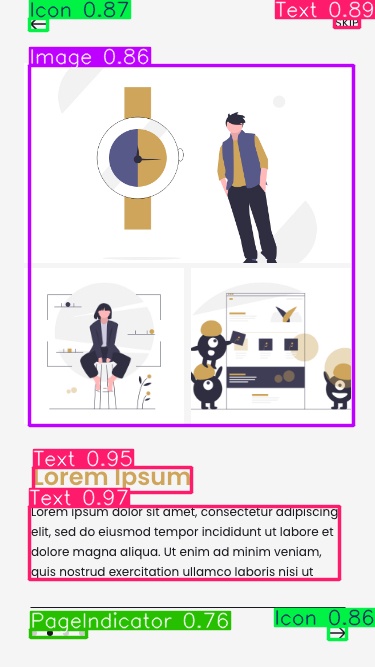 Icon 0.87
Text 0.89
SKIP
Image 0.86
Text 0.95
Lorem Ipsum
Text 0.97
Lorem ipsum dolor sit amet, consectetur adipiscing
elit, sed do eiusmod tempor incididunt ut labore et
dolore magna aliqua. Ut enim ad minim veniam,
quis nostrud exercitation ullamco laboris nisi ut
PageIndicator 0.76
Icon 0.86